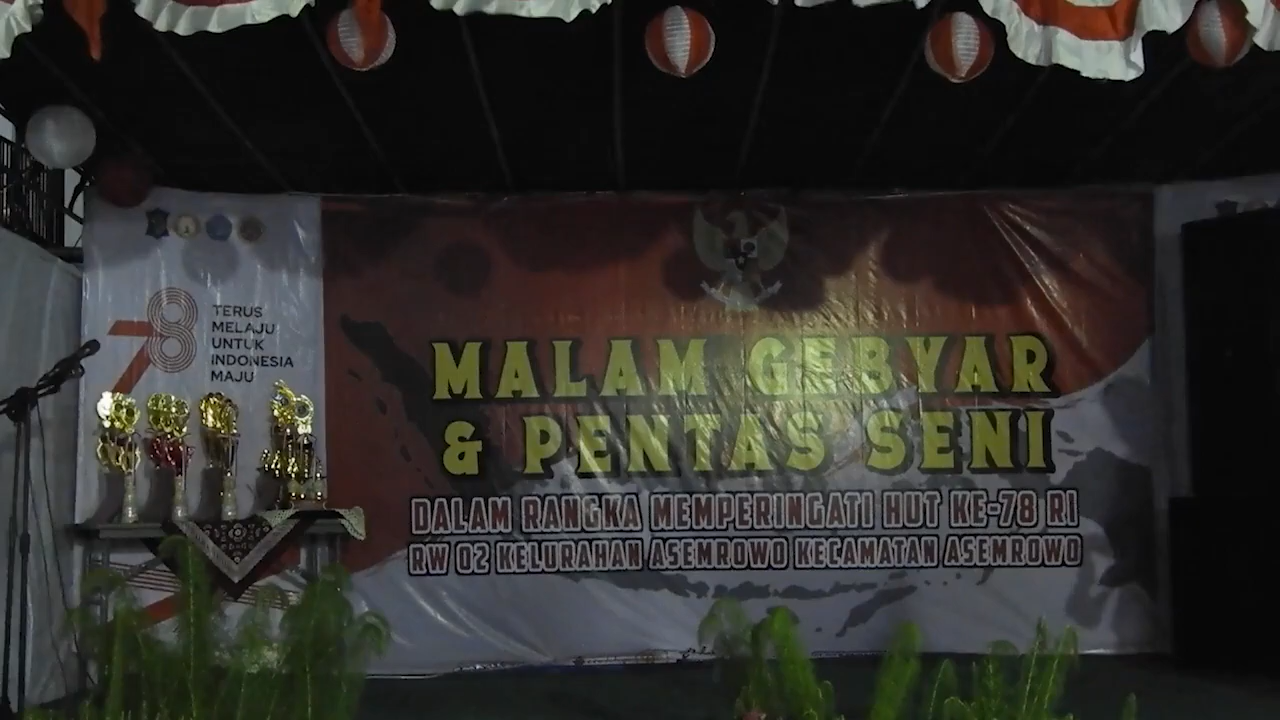 78
TERUS
MELAJU
UNTUK
INDONESIA
MAJU
MALAM GEBYAR
& PENTAS SENI
DALAM RANGKA MEMPERINGATI HUT KE-78 RI
RW 02 KELURAHAN ASEMROWO KECAMATAN ASEMROWO